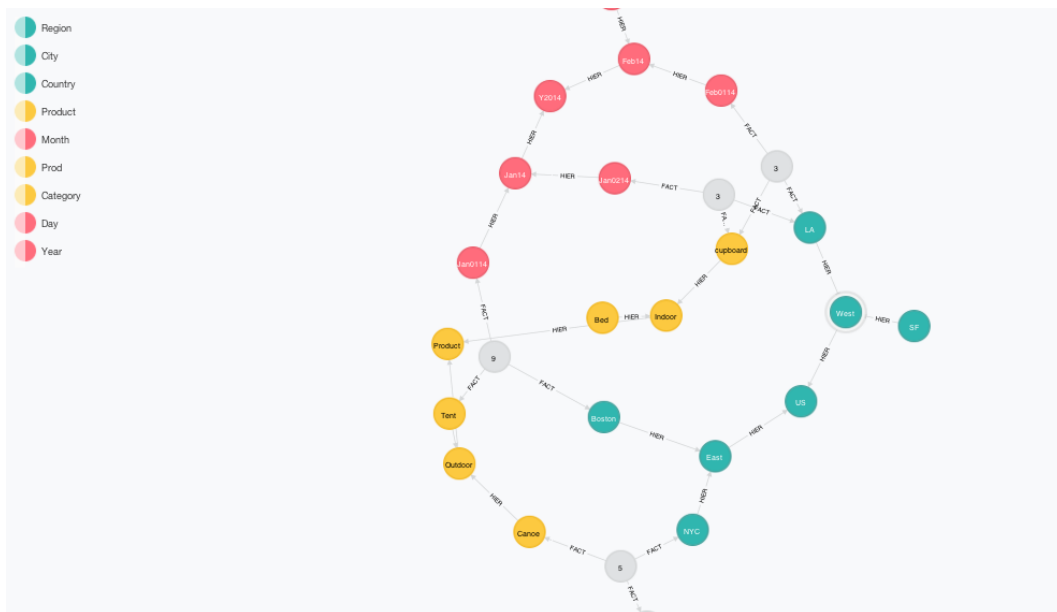 Region
City
Country
Product
Month
Prod
Category
Day
Year
HIER
Feb14
HIER
HIER
Y2014
Feb0114
HIER
FACT
Jan14
HIER
Jan0214
FACT
3
3
FACT
FA...
FACT
FACT
LA
HIER
cupboard
Jan0114
HIER
HIER
FACT
West
HIER
SF
Bed
HIER
Indoor
HIER
Product
9
HIER
FACT
FACT
US
Tent
Boston
HIER
HIER
East
Outdoor
HIER
HIER
Canoe
NYC
FACT
FACT
5
FACT